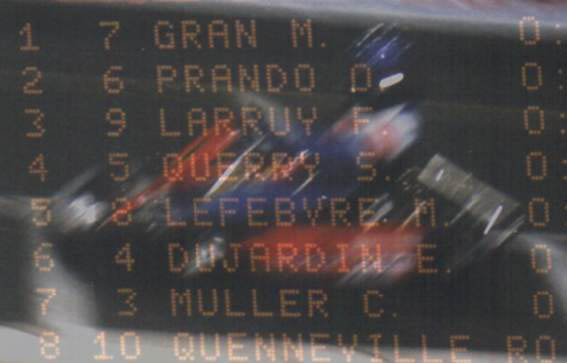 1 7 GRAN M. 0:
2 6 PRANDO O. 0:
3 9 LARRUY F. 0:
4 5 QUERRY S. 0:
5 8 LEFEBVRE M. 0:
6 4 DUJARDIN E. 0
7 3 MULLER C. 0
8 10 QUENNEVILLE RO